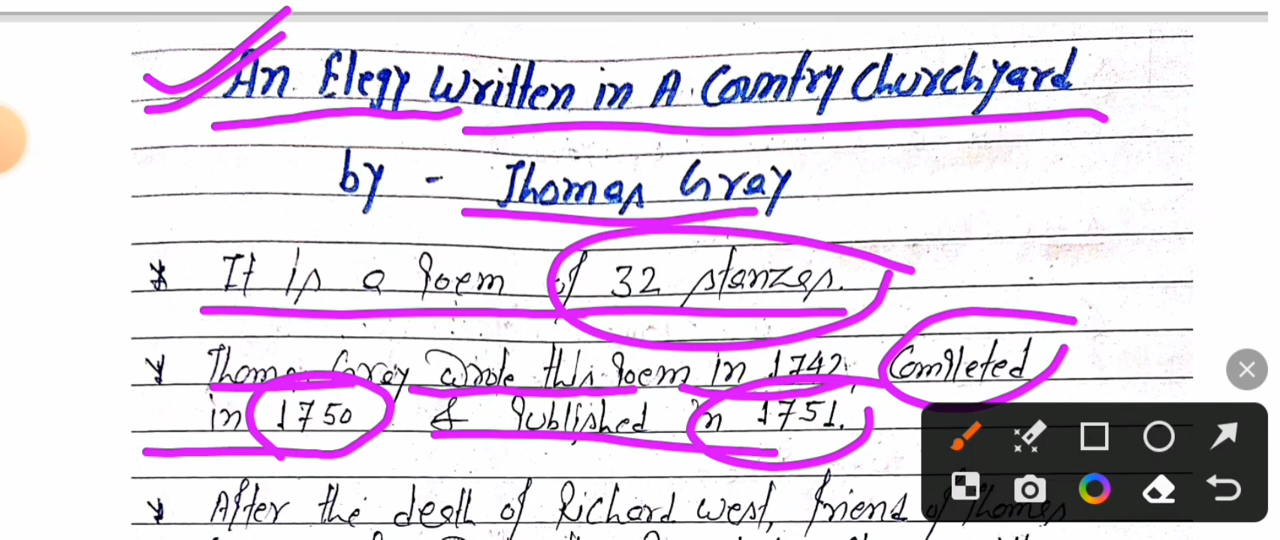 An Elegy Written in A Country Churchyard
by - Thomas Gray
* It is a Poem of 32 stanzas.
* Thomas Gray wrote this Poem in 1742, Completed
in 1750 & Published in 1751.
* After the death of Richard West, friend of Thomas